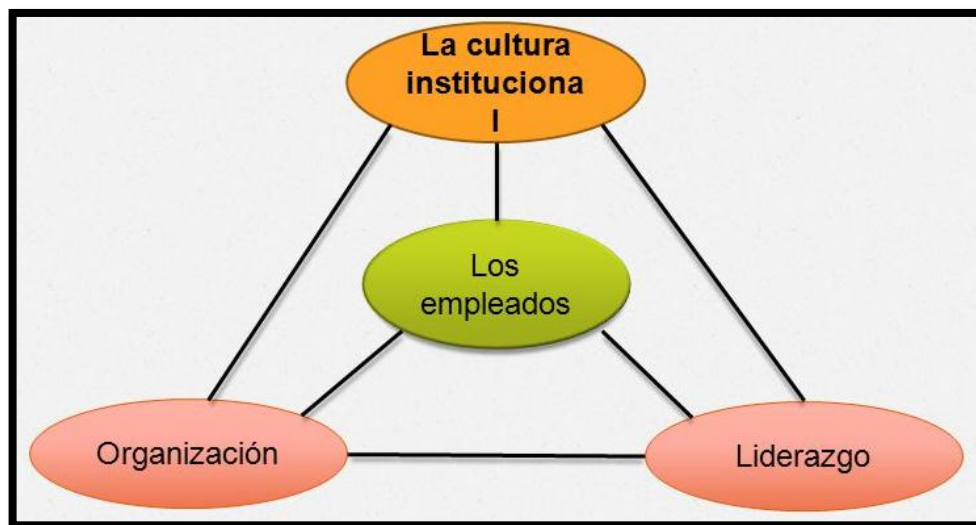 La cultura
instituciona
l
Los
empleados
Organización
Liderazgo